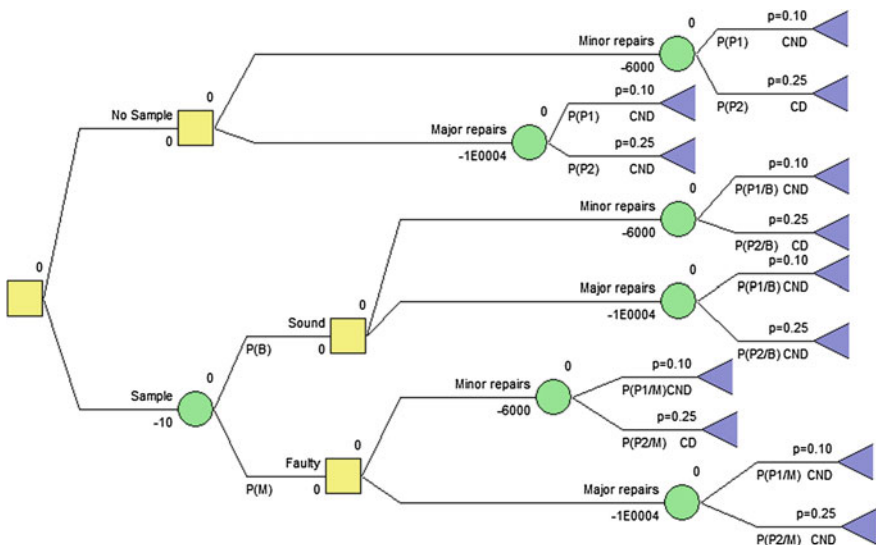 0
p=0.10
P(P1) CND
Minor repairs
-6000
p=0.25
P(P2) CD
0
No Sample
0
0
p=0.10
P(P1) CND
Major repairs
-1E0004
p=0.25
P(P2) CND
0
p=0.10
P(P1/B) CND
Minor repairs
-6000
p=0.25
P(P2/B) CD
0
0
p=0.10
P(P1/B) CND
Major repairs
-1E0004
p=0.25
P(P2/B) CND
0
Sound
0
P(B)
0
Sample
-10
0
p=0.10
P(P1/M)CND
Minor repairs
-6000
p=0.25
P(P2/M) CD
0
Faulty
0
P(M)
0
p=0.10
P(P1/M) CND
Major repairs
-1E0004
p=0.25
P(P2/M) CND